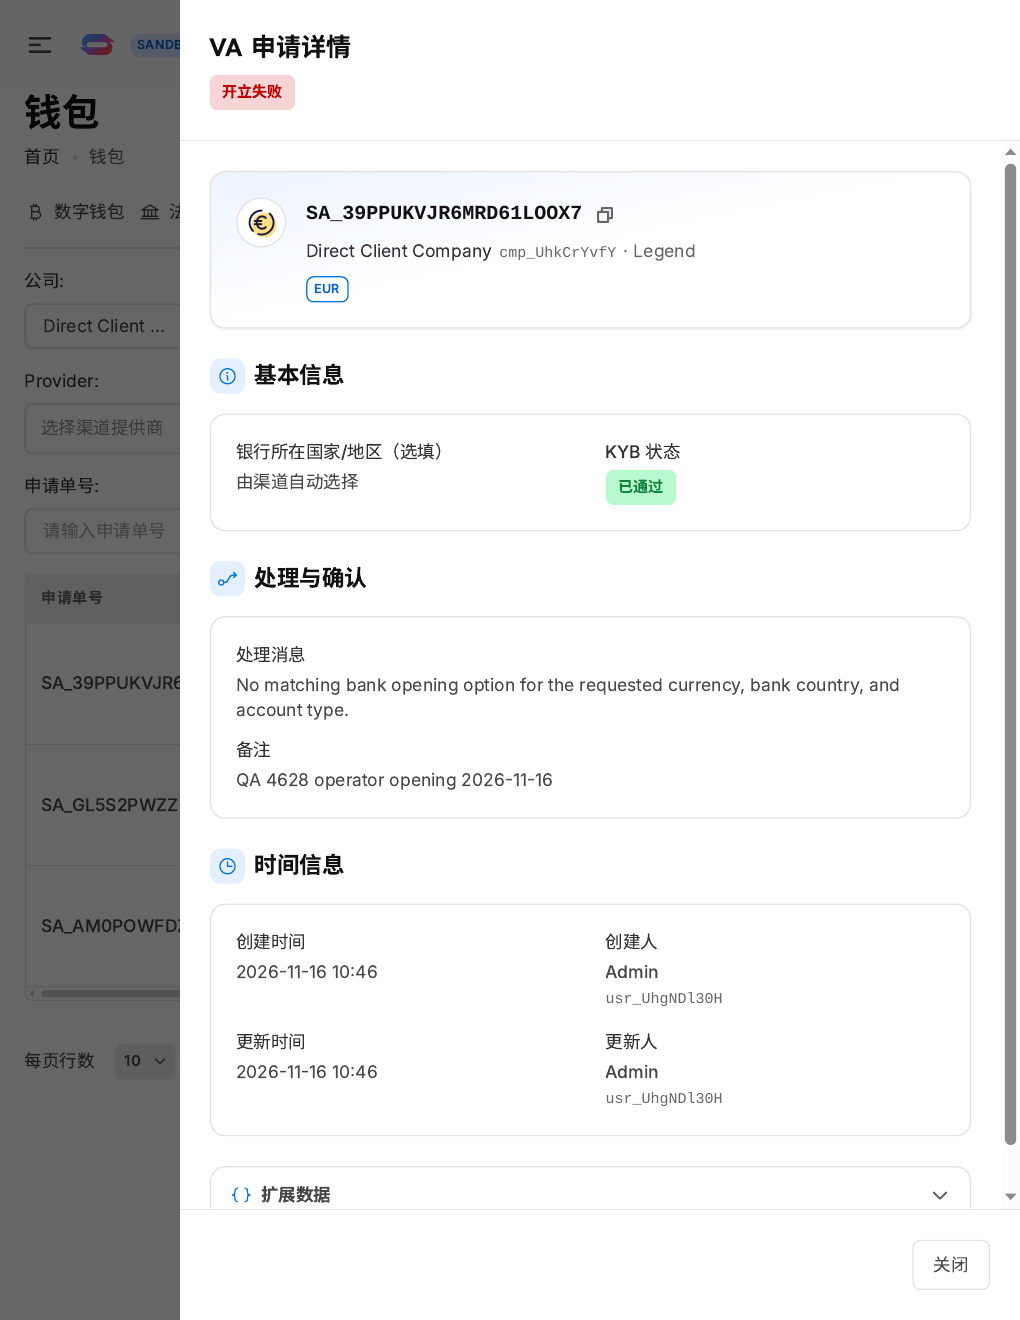 SANDB
钱包
首页 • 钱包
数字钱包
公司:
Direct Client ...
Provider:
选择渠道提供商
申请单号:
请输入申请单号
申请单号
SA_39PPUKVJR6
SA_GL5S2PWZZ
SA_AM0POWFDZ
每页行数 10
VA 申请详情
开立失败
SA_39PPUKVJR6MRD61LOOX7
Direct Client Company cmp_UhkCrYvfY · Legend
EUR
基本信息
银行所在国家/地区（选填）
由渠道自动选择
KYB 状态
已通过
处理与确认
处理消息
No matching bank opening option for the requested currency, bank country, and
account type.
备注
QA 4628 operator opening 2026-11-16
时间信息
创建时间
2026-11-16 10:46
创建人
Admin
usr_UhgNDl30H
更新时间
2026-11-16 10:46
更新人
Admin
usr_UhgNDl30H
扩展数据
关闭